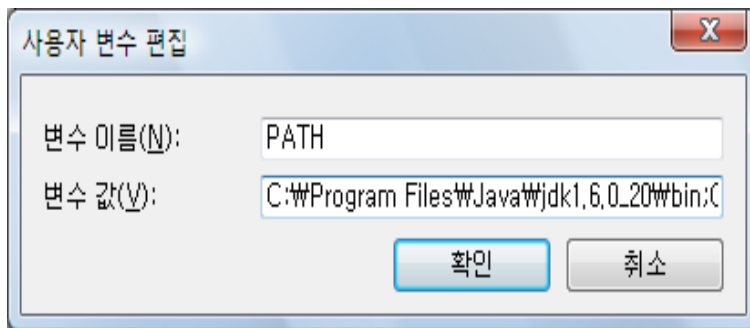 사용자 변수 편집
변수 이름(N):
PATH
변수 값(V):
C:₩Program Files₩Java₩jdk1.6.0_20₩bin;C
확인
취소